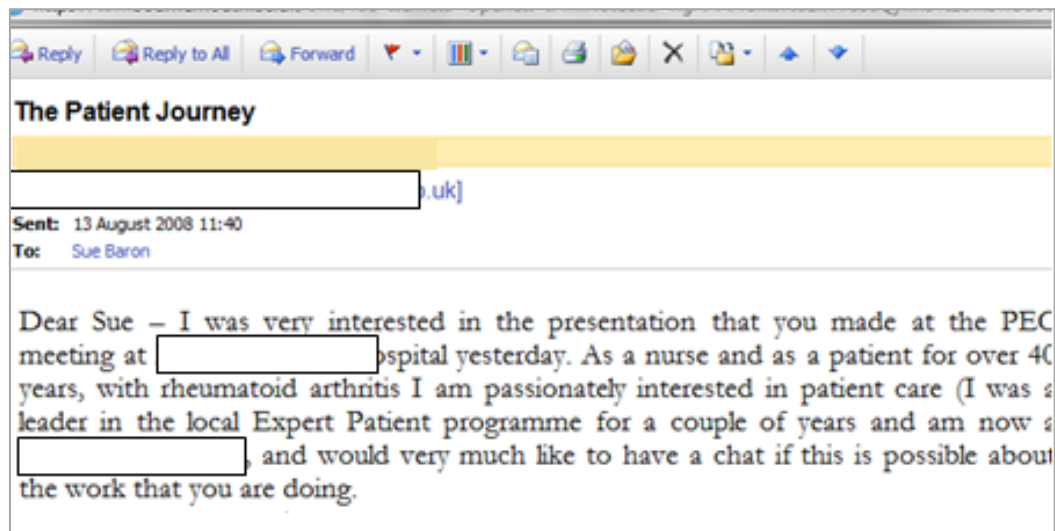 Reply Reply to All Forward
The Patient Journey
.uk]
Sent: 13 August 2008 11:40
To: Sue Baron
Dear Sue – I was very interested in the presentation that you made at the PEC
meeting at ospital yesterday. As a nurse and as a patient for over 40
years, with rheumatoid arthritis I am passionately interested in patient care (I was a
leader in the local Expert Patient programme for a couple of years and am now a
, and would very much like to have a chat if this is possible about
the work that you are doing.